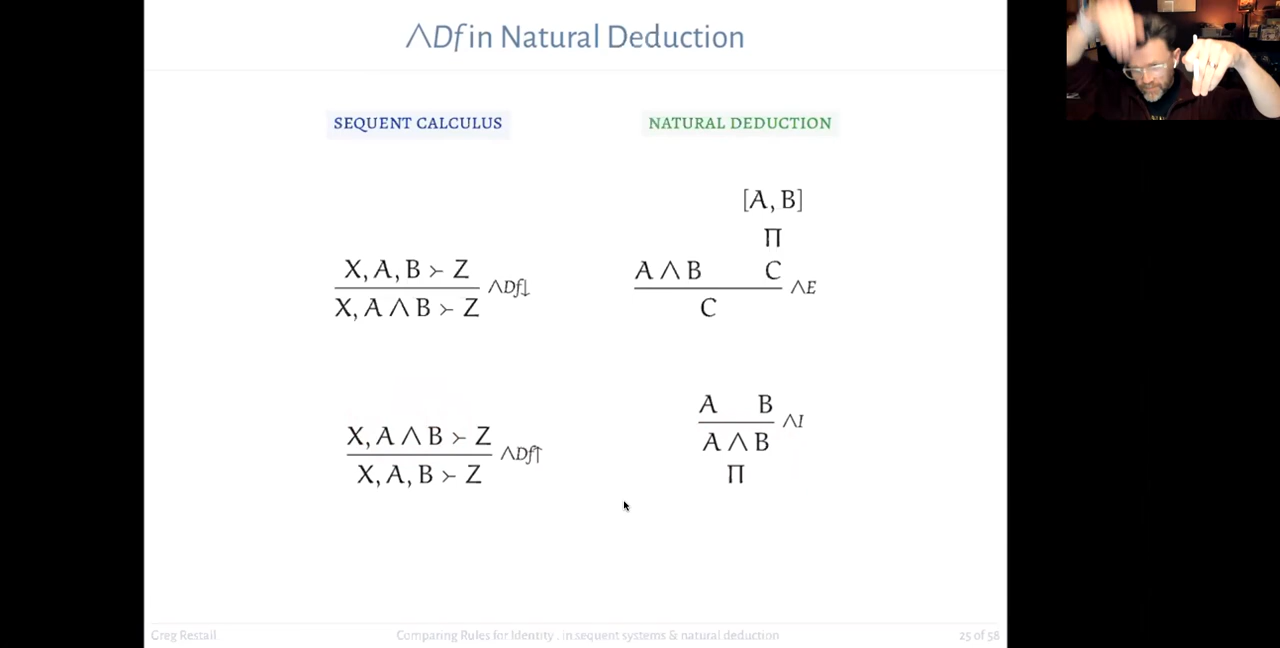 ∧Df in Natural Deduction
SEQUENT CALCULUS
NATURAL DEDUCTION
X, A, B ≻ Z
∧Df↓
X, A ∧ B ≻ Z
[A, B]
Π
A ∧ B C
∧E
C
X, A ∧ B ≻ Z
∧Df↑
X, A, B ≻ Z
A B
∧I
A ∧ B
Π
Greg Restall
Comparing Rules for Identity . in sequent systems & natural deduction
25 of 58